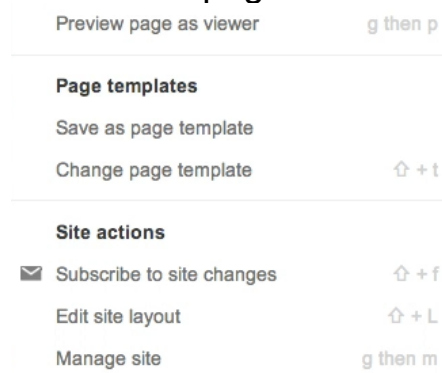 Preview page as viewer g then p
Page templates
Save as page template
Change page template ⇧ + t
Site actions
Subscribe to site changes ⇧ + f
Edit site layout ⇧ + L
Manage site g then m